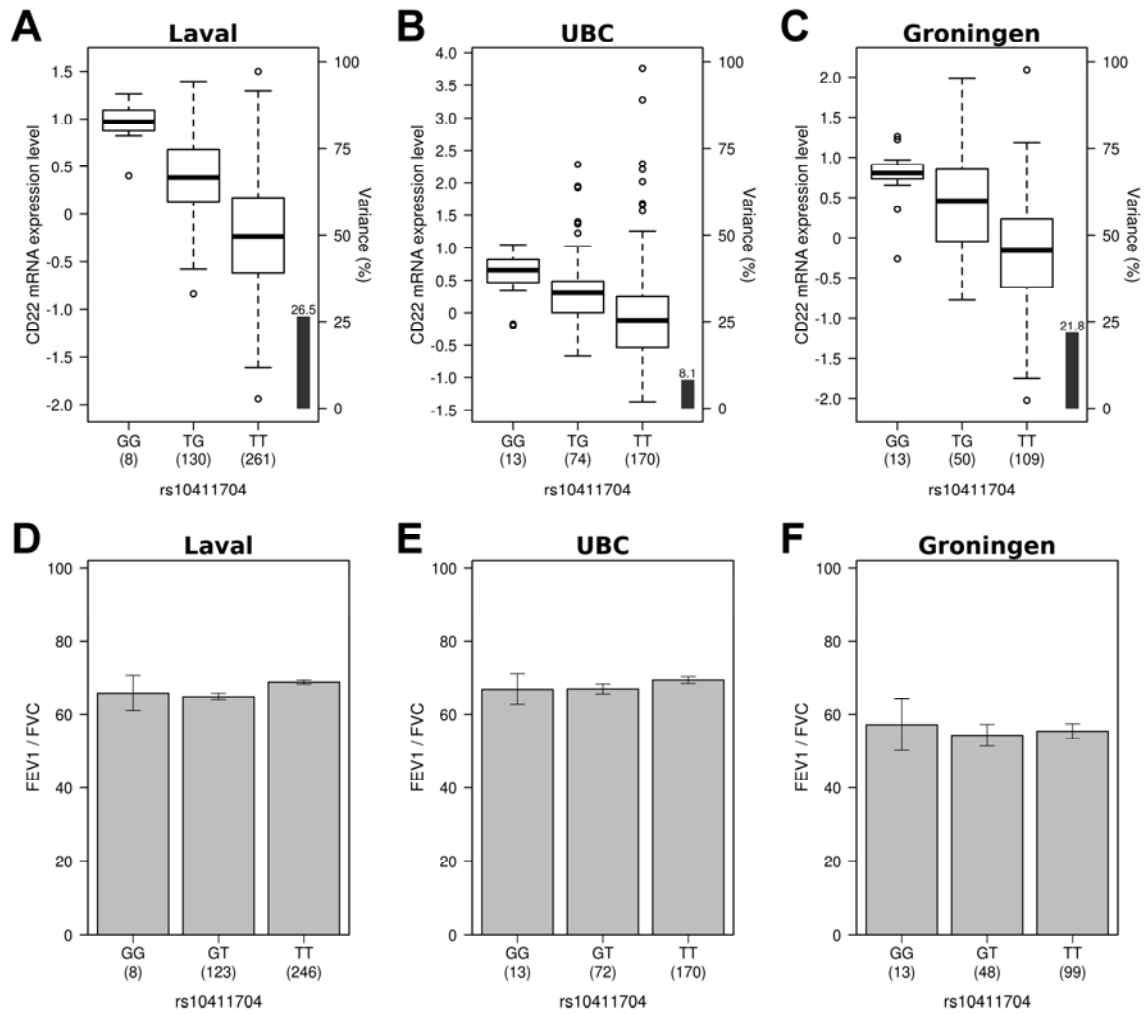 A
Laval
CD22 mRNA expression level
1.5
1.0
0.5
0
-0.5
-1.0
-1.5
-2.0
100
75
50
25
0
Variance (%)
26.5
GG TG TT
(8) (130) (261)
rs10411704
B
UBC
CD22 mRNA expression level
4.0
3.5
3.0
2.5
2.0
1.5
1.0
0.5
0
-0.5
-1.0
-1.5
100
75
50
25
0
Variance (%)
8.1
GG TG TT
(13) (74) (170)
rs10411704
C
Groningen
CD22 mRNA expression level
2.0
1.5
1.0
0.5
0
-0.5
-1.0
-1.5
-2.0
100
75
50
25
0
Variance (%)
21.8
GG TG TT
(13) (50) (109)
rs10411704
D
Laval
FEV1 / FVC
100
80
60
40
20
0
GG GT TT
(8) (123) (246)
rs10411704
E
UBC
FEV1 / FVC
100
80
60
40
20
0
GG GT TT
(13) (72) (170)
rs10411704
F
Groningen
FEV1 / FVC
100
80
60
40
20
0
GG GT TT
(13) (48) (99)
rs10411704